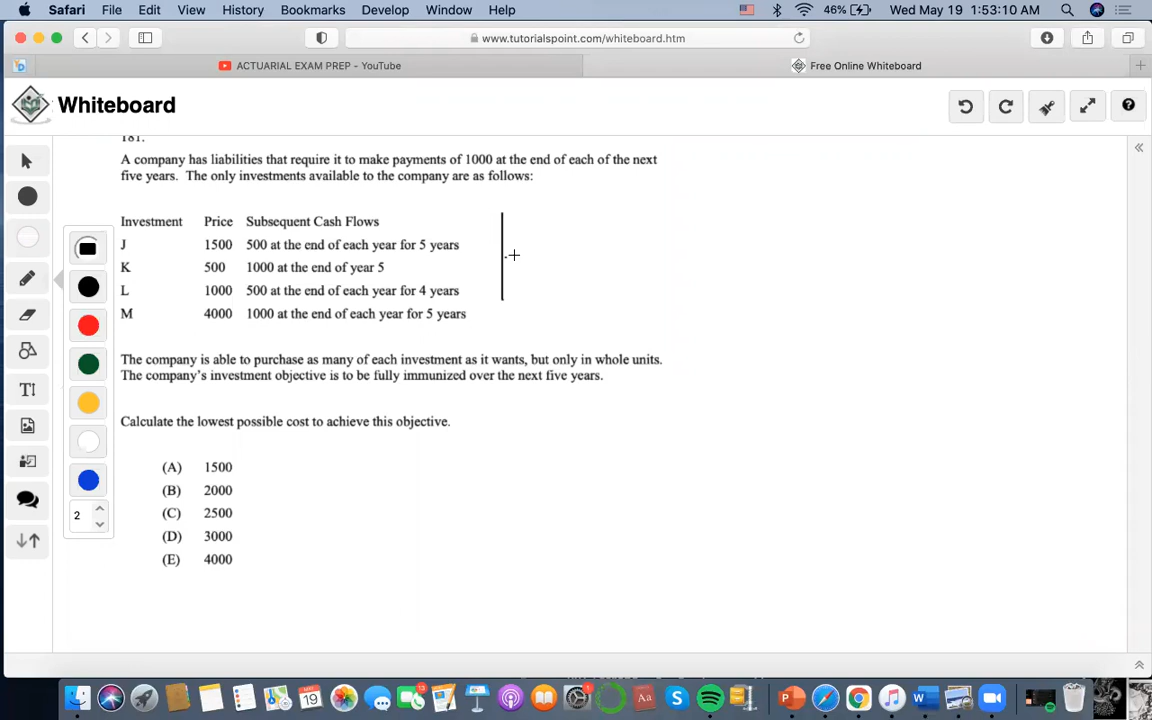 Safari File Edit View History Bookmarks Develop Window Help 46% Wed May 19 1:53:10 AM
www.tutorialspoint.com/whiteboard.htm
ACTUARIAL EXAM PREP - YouTube Free Online Whiteboard
Whiteboard
181.
A company has liabilities that require it to make payments of 1000 at the end of each of the next
five years. The only investments available to the company are as follows:
Investment Price Subsequent Cash Flows
J 1500 500 at the end of each year for 5 years
K 500 1000 at the end of year 5
L 1000 500 at the end of each year for 4 years
M 4000 1000 at the end of each year for 5 years
The company is able to purchase as many of each investment as it wants, but only in whole units.
The company's investment objective is to be fully immunized over the next five years.
Calculate the lowest possible cost to achieve this objective.
(A) 1500
(B) 2000
(C) 2500
(D) 3000
(E) 4000
2